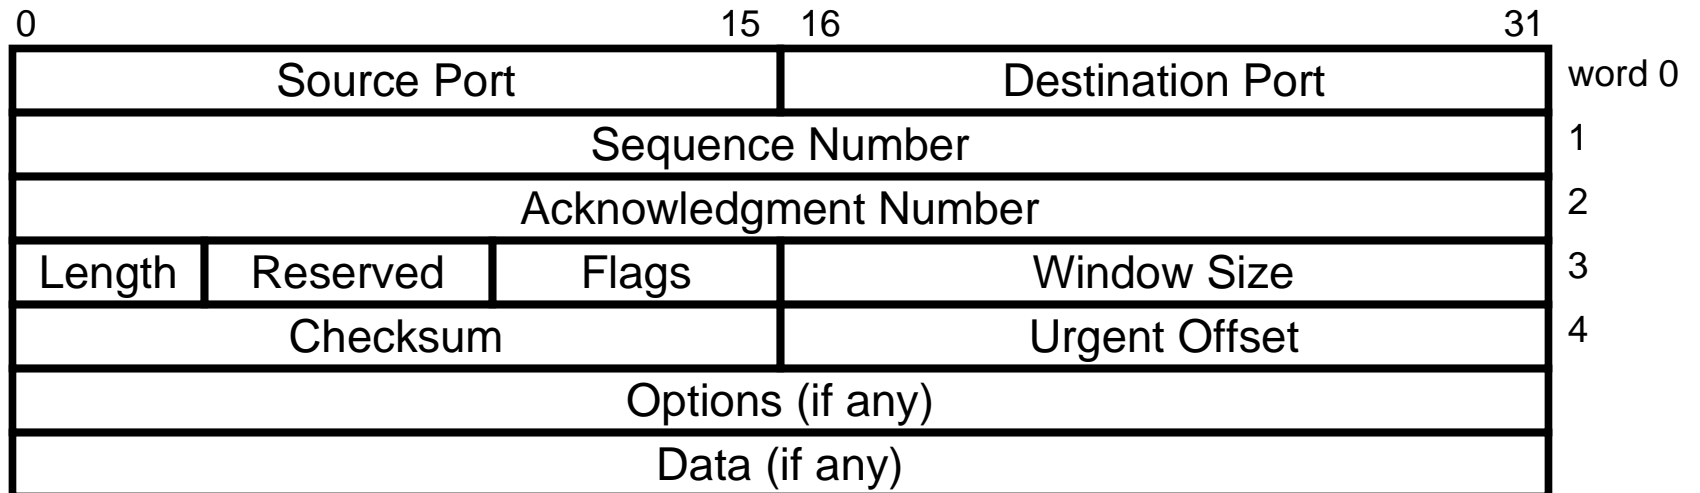 0 15 16 31
Source Port Destination Port word 0
Sequence Number 1
Acknowledgment Number 2
Length Reserved Flags Window Size 3
Checksum Urgent Offset 4
Options (if any)
Data (if any)